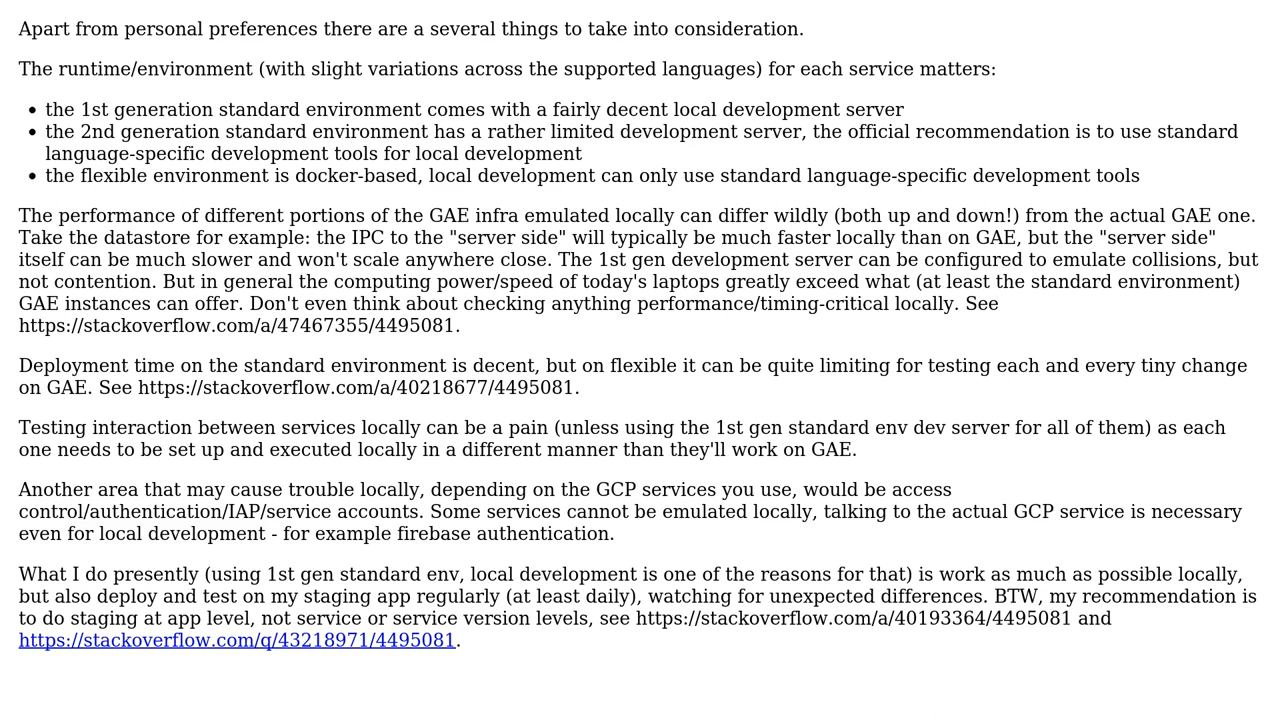 Apart from personal preferences there are a several things to take into consideration.
The runtime/environment (with slight variations across the supported languages) for each service matters:
• the 1st generation standard environment comes with a fairly decent local development server
• the 2nd generation standard environment has a rather limited development server, the official recommendation is to use standard
language-specific development tools for local development
• the flexible environment is docker-based, local development can only use standard language-specific development tools
The performance of different portions of the GAE infra emulated locally can differ wildly (both up and down!) from the actual GAE one.
Take the datastore for example: the IPC to the "server side" will typically be much faster locally than on GAE, but the "server side"
itself can be much slower and won't scale anywhere close. The 1st gen development server can be configured to emulate collisions, but
not contention. But in general the computing power/speed of today's laptops greatly exceed what (at least the standard environment)
GAE instances can offer. Don't even think about checking anything performance/timing-critical locally. See
https://stackoverflow.com/a/47467355/4495081.
Deployment time on the standard environment is decent, but on flexible it can be quite limiting for testing each and every tiny change
on GAE. See https://stackoverflow.com/a/40218677/4495081.
Testing interaction between services locally can be a pain (unless using the 1st gen standard env dev server for all of them) as each
one needs to be set up and executed locally in a different manner than they'll work on GAE.
Another area that may cause trouble locally, depending on the GCP services you use, would be access
control/authentication/IAP/service accounts. Some services cannot be emulated locally, talking to the actual GCP service is necessary
even for local development - for example firebase authentication.
What I do presently (using 1st gen standard env, local development is one of the reasons for that) is work as much as possible locally,
but also deploy and test on my staging app regularly (at least daily), watching for unexpected differences. BTW, my recommendation is
to do staging at app level, not service or service version levels, see https://stackoverflow.com/a/40193364/4495081 and
https://stackoverflow.com/q/43218971/4495081.